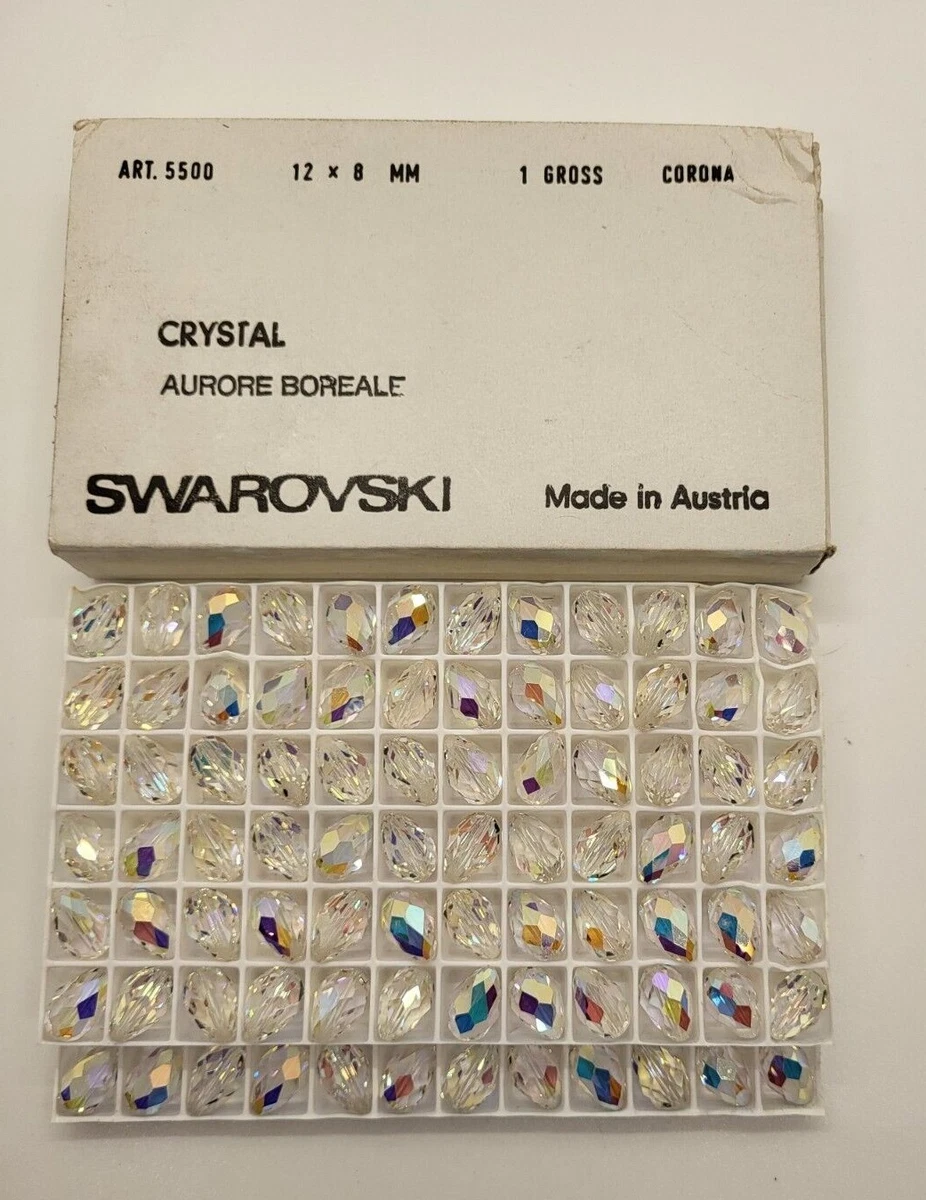 ART. 5500 12 × 8 MM 1 GROSS CORONA
CRYSTAL
AURORE BOREALE
SWAROVSKI Made in Austria